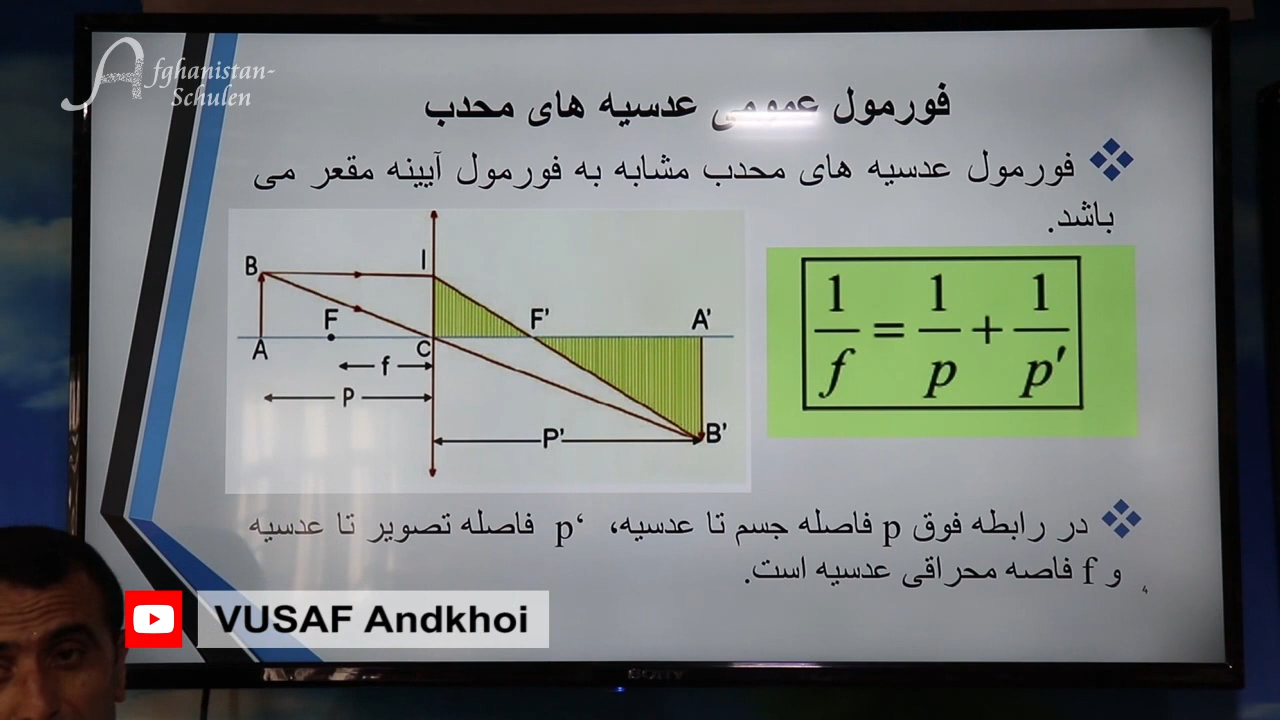 Afghanistan-
Schulen
فورمول عمومی عدسیه های محدب
فورمول عدسیه های محدب مشابه به فورمول آیینه مقعر می
باشد.
B
I
F
F'
A'
A
C
f
P
P'
B'
1/f = 1/p + 1/p'
در رابطه فوق p فاصله جسم تا عدسیه، p‘ فاصله تصویر تا عدسیه
و f فاصه محراقی عدسیه است.
4
VUSAF Andkhoi
SONY